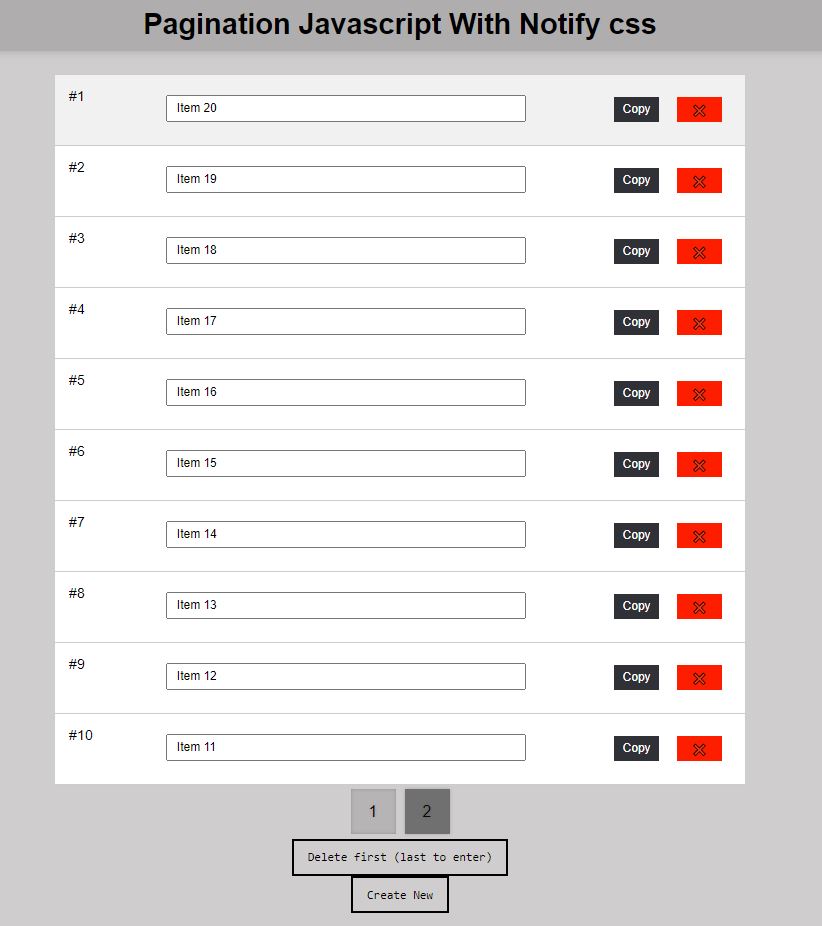 Pagination Javascript With Notify css
#1 Item 20 Copy
#2 Item 19 Copy
#3 Item 18 Copy
#4 Item 17 Copy
#5 Item 16 Copy
#6 Item 15 Copy
#7 Item 14 Copy
#8 Item 13 Copy
#9 Item 12 Copy
#10 Item 11 Copy
1 2
Delete first (last to enter)
Create New